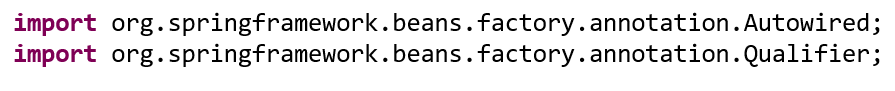 import org.springframework.beans.factory.annotation.Autowired;
import org.springframework.beans.factory.annotation.Qualifier;